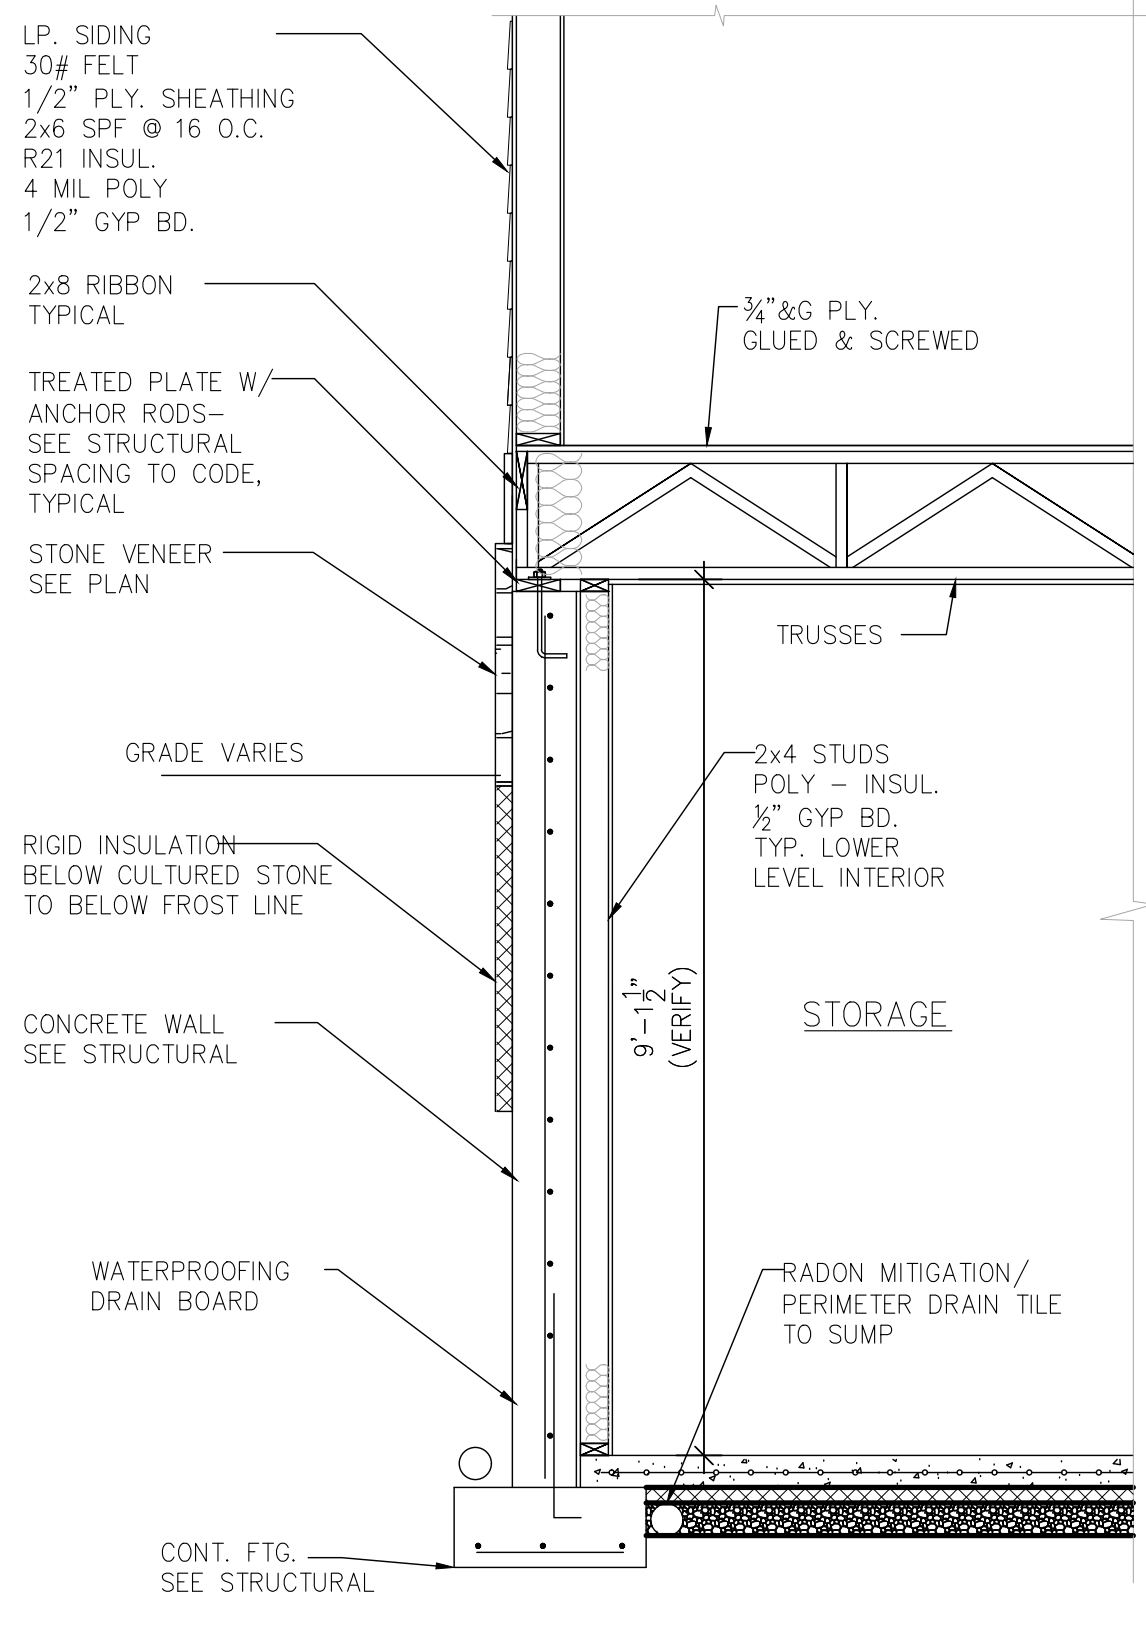 LP. SIDING
30# FELT
1/2" PLY. SHEATHING
2x6 SPF @ 16 O.C.
R21 INSUL.
4 MIL POLY
1/2" GYP BD.
2x8 RIBBON
TYPICAL
¾"&G PLY.
GLUED & SCREWED
TREATED PLATE W/
ANCHOR RODS–
SEE STRUCTURAL
SPACING TO CODE,
TYPICAL
STONE VENEER
SEE PLAN
TRUSSES
GRADE VARIES
2x4 STUDS
POLY – INSUL.
½" GYP BD.
TYP. LOWER
LEVEL INTERIOR
RIGID INSULATION
BELOW CULTURED STONE
TO BELOW FROST LINE
9'–1½"
(VERIFY)
STORAGE
CONCRETE WALL
SEE STRUCTURAL
WATERPROOFING
DRAIN BOARD
RADON MITIGATION/
PERIMETER DRAIN TILE
TO SUMP
CONT. FTG.
SEE STRUCTURAL